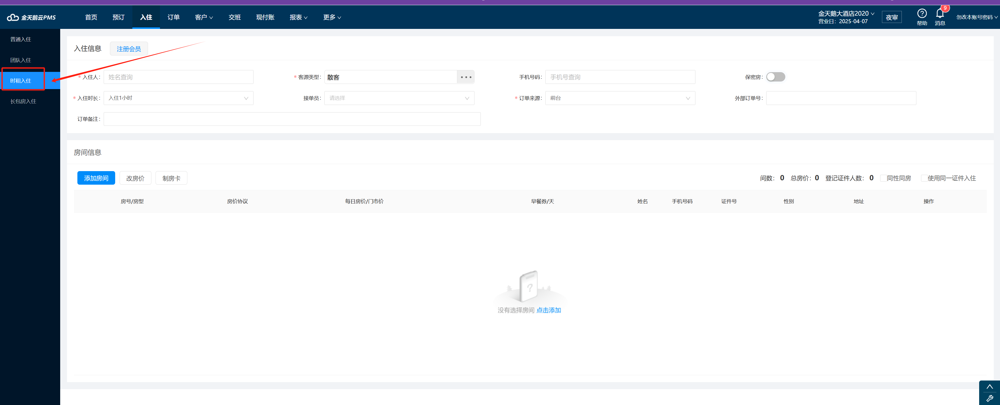 金天鹅云PMS
首页 预订 入住 订单 客户 交班 现付账 报表 更多
金天鹅大酒店2020
营业日：2025-04-07
夜审
帮助
9
消息
勿改本账号密码
普通入住
团队入住
时租入住
长包房入住
入住信息 注册会员
* 入住人： 姓名查询 * 客源类型： 散客 ••• 手机号码： 手机号查询 保密房：
* 入住时长： 入住1小时 接单员： 请选择 * 订单来源： 前台 外部订单号：
订单备注：
房间信息
添加房间 改房价 制房卡 间数： 0 总房价： 0 登记证件人数： 0 同性同房 使用同一证件入住
房号/房型 房价协议 每日房价/门市价 早餐券/天 姓名 手机号码 证件号 性别 地址 操作
没有选择房间 点击添加